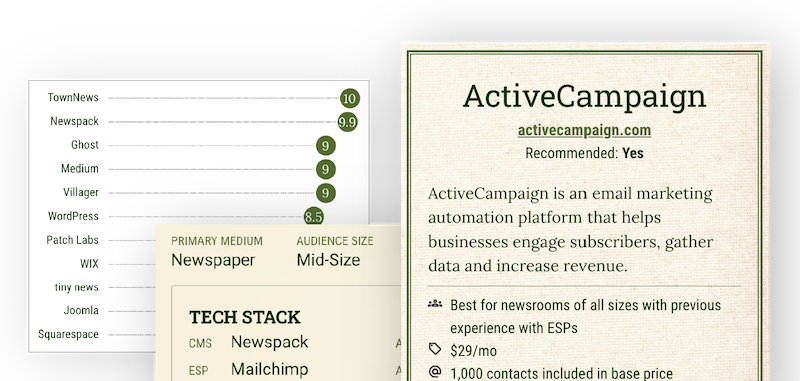 TownNews 10
Newspack 9.9
Ghost 9
Medium 9
Villager 9
WordPress 8.5
Patch Labs
WIX
tiny news
Joomla
Squarespace
PRIMARY MEDIUM AUDIENCE SIZE
Newspaper Mid-Size
TECH STACK
CMS Newspack A
ESP Mailchimp A
ActiveCampaign
activecampaign.com
Recommended: Yes
ActiveCampaign is an email marketing
automation platform that helps
businesses engage subscribers, gather
data and increase revenue.
Best for newsrooms of all sizes with previous
experience with ESPs
$29/mo
1,000 contacts included in base price